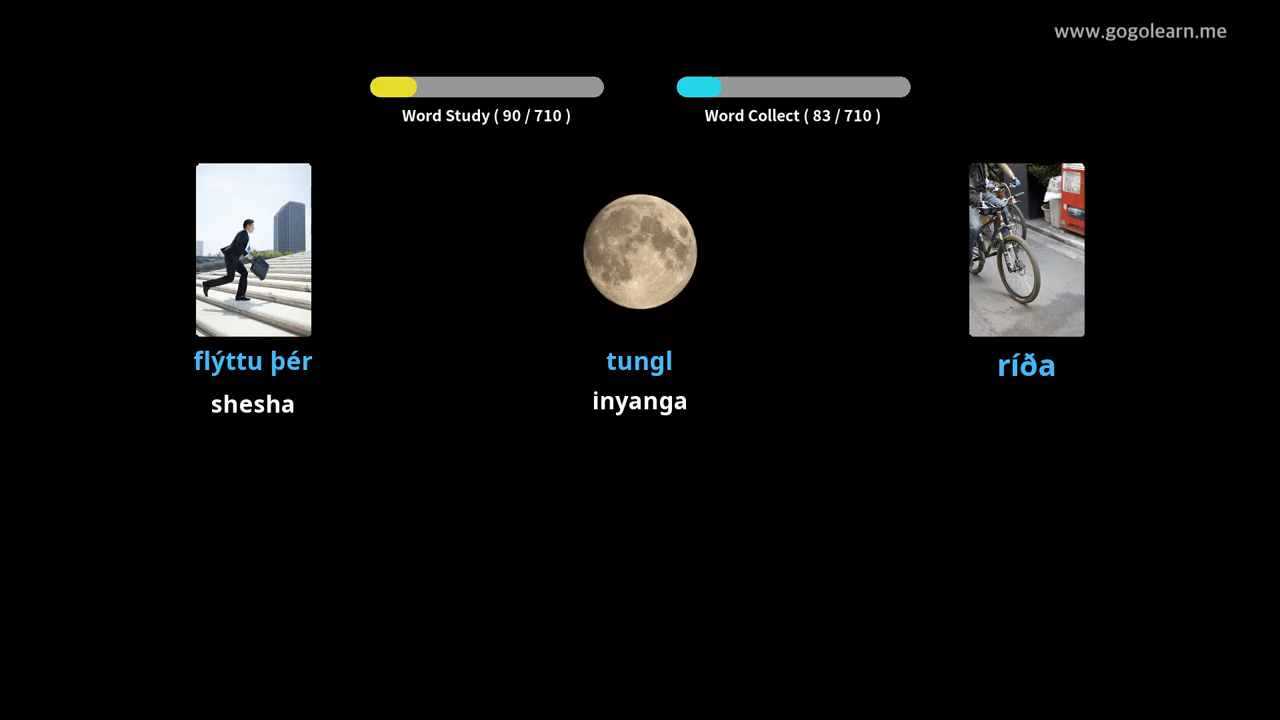 www.gogolearn.me
Word Study ( 90 / 710 )
Word Collect ( 83 / 710 )
flýttu þér
shesha
tungl
inyanga
ríða